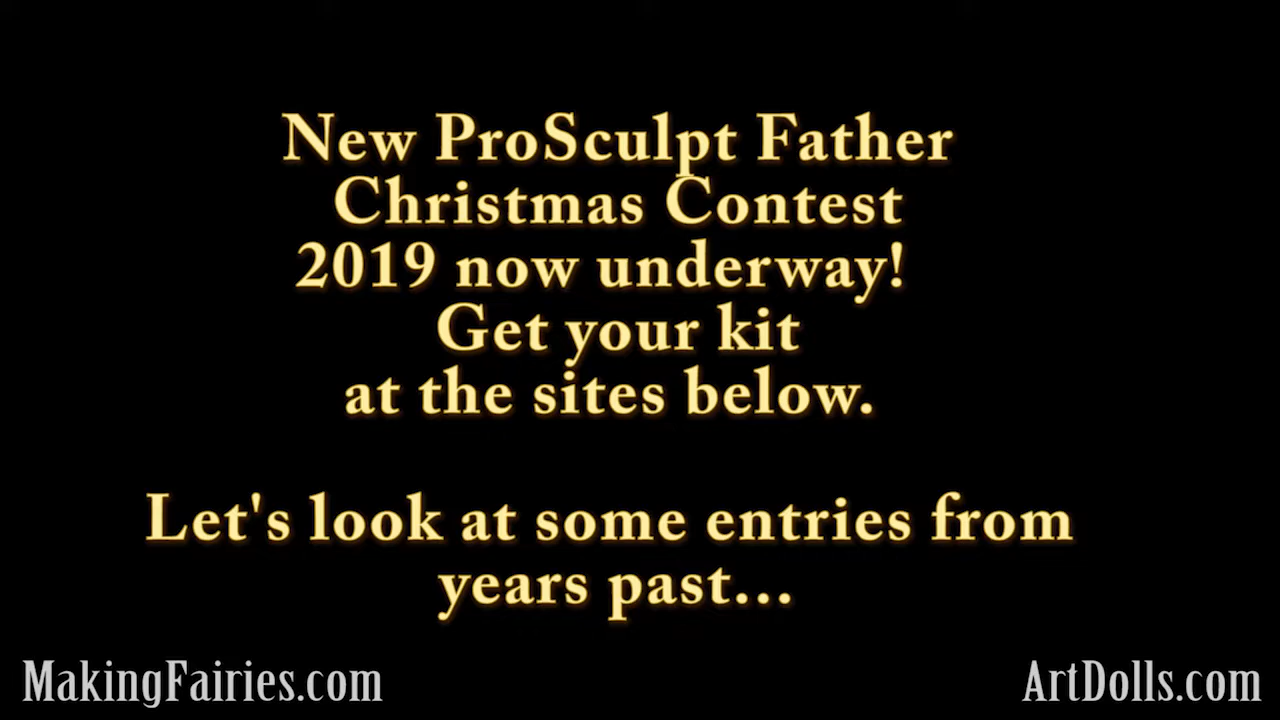 New ProSculpt Father
Christmas Contest
2019 now underway!
Get your kit
at the sites below.
Let's look at some entries from
years past...
MakingFairies.com
ArtDolls.com